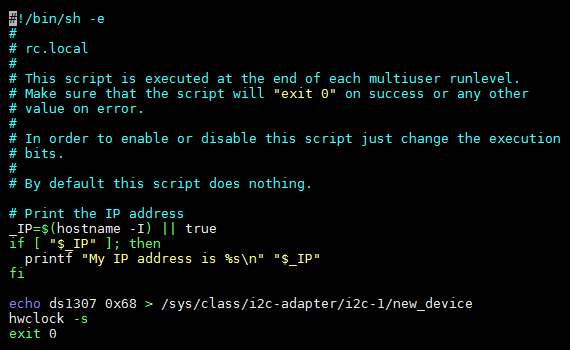 #!/bin/sh -e
#
# rc.local
#
# This script is executed at the end of each multiuser runlevel.
# Make sure that the script will "exit 0" on success or any other
# value on error.
#
# In order to enable or disable this script just change the execution
# bits.
#
# By default this script does nothing.

# Print the IP address
_IP=$(hostname -I) || true
if [ "$_IP" ]; then
  printf "My IP address is %s\n" "$_IP"
fi

echo ds1307 0x68 > /sys/class/i2c-adapter/i2c-1/new_device
hwclock -s
exit 0